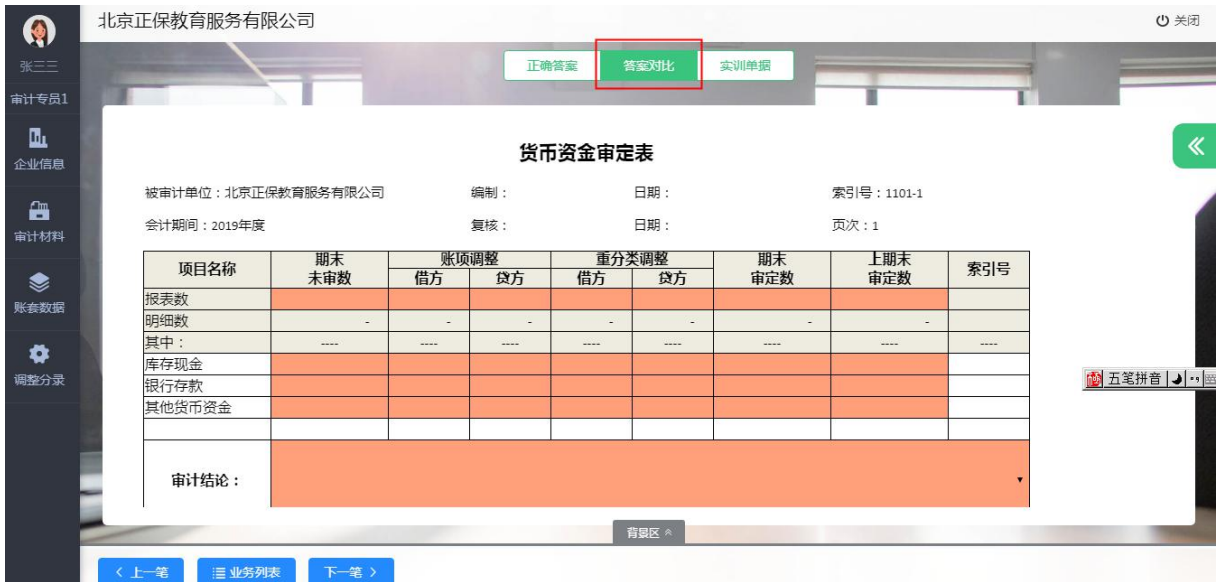 北京正保教育服务有限公司
关闭
张三三
审计专员1
企业信息
审计材料
账套数据
调整分录
正确答案 答案对比 实训单据
货币资金审定表
被审计单位：北京正保教育服务有限公司 编制： 日期： 索引号：1101-1
会计期间：2019年度 复核： 日期： 页次：1
项目名称 期末未审数 账项调整 重分类调整 期末审定数 上期末审定数 索引号
借方 贷方 借方 贷方
报表数
明细数 - - - - - - -
其中： ---- ---- ---- ---- ---- ---- ---- ----
库存现金
银行存款
其他货币资金
审计结论：
五笔拼音
背景区
上一笔 业务列表 下一笔